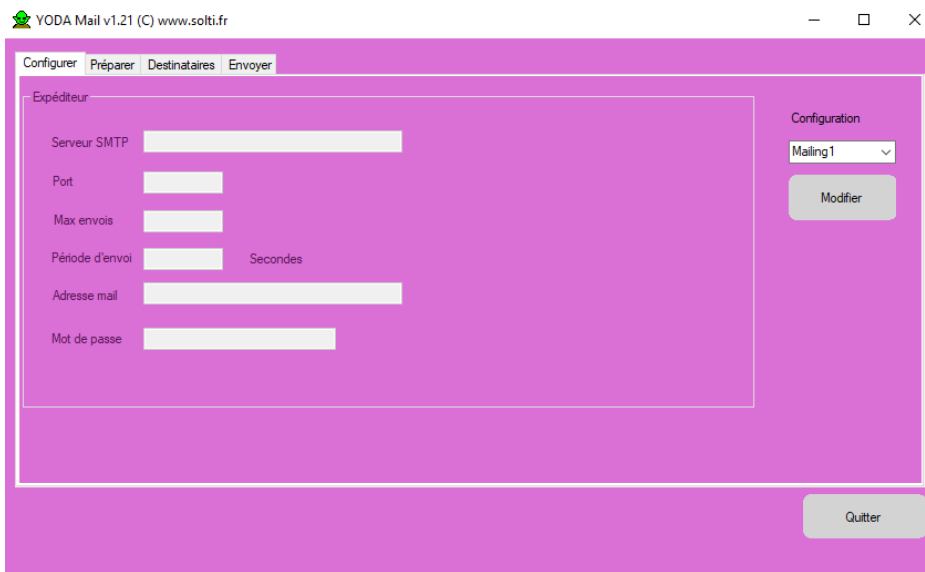 YODA Mail v1.21 (C) www.solti.fr
Configurer Préparer Destinataires Envoyer
Expéditeur
Configuration
Serveur SMTP
Mailing1
Port
Modifier
Max envois
Période d'envoi Secondes
Adresse mail
Mot de passe
Quitter